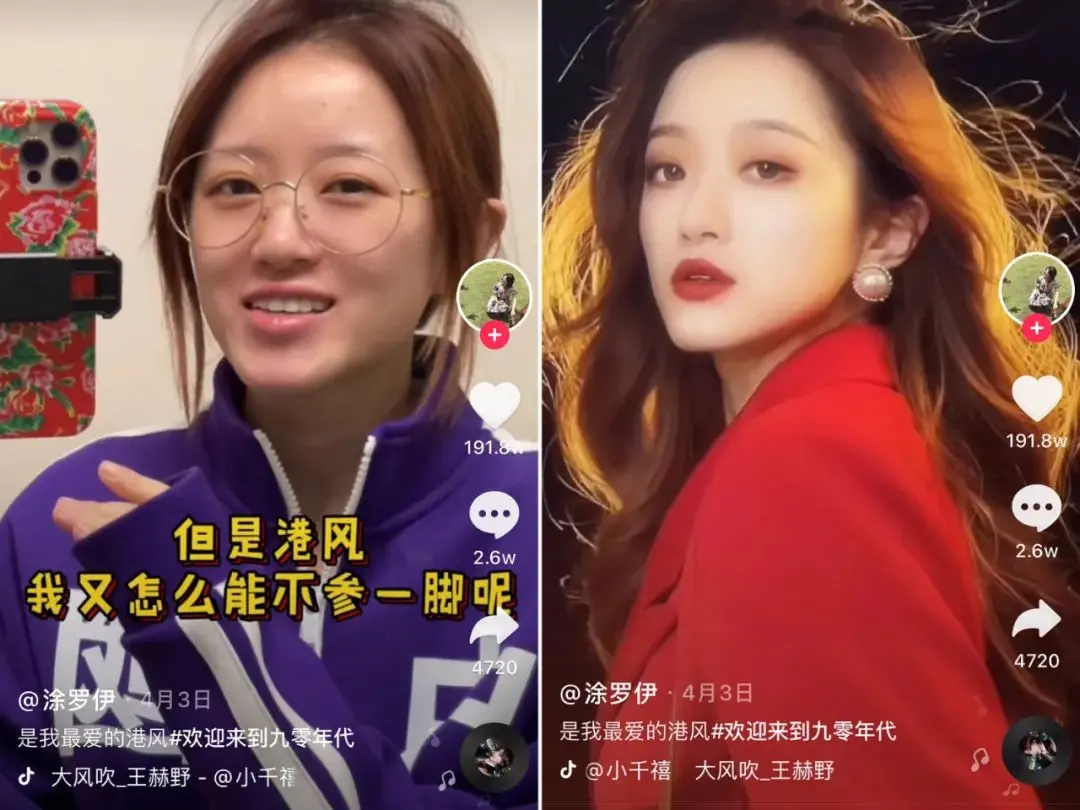 但是港风
我又怎么能不参一脚呢
191.8w
2.6w
4720
@涂罗伊 · 4月3日
是我最爱的港风#欢迎来到九零年代
大风吹_王赫野 - @小千禧
191.8w
2.6w
4720
@涂罗伊 · 4月3日
是我最爱的港风#欢迎来到九零年代
@小千禧 大风吹_王赫野